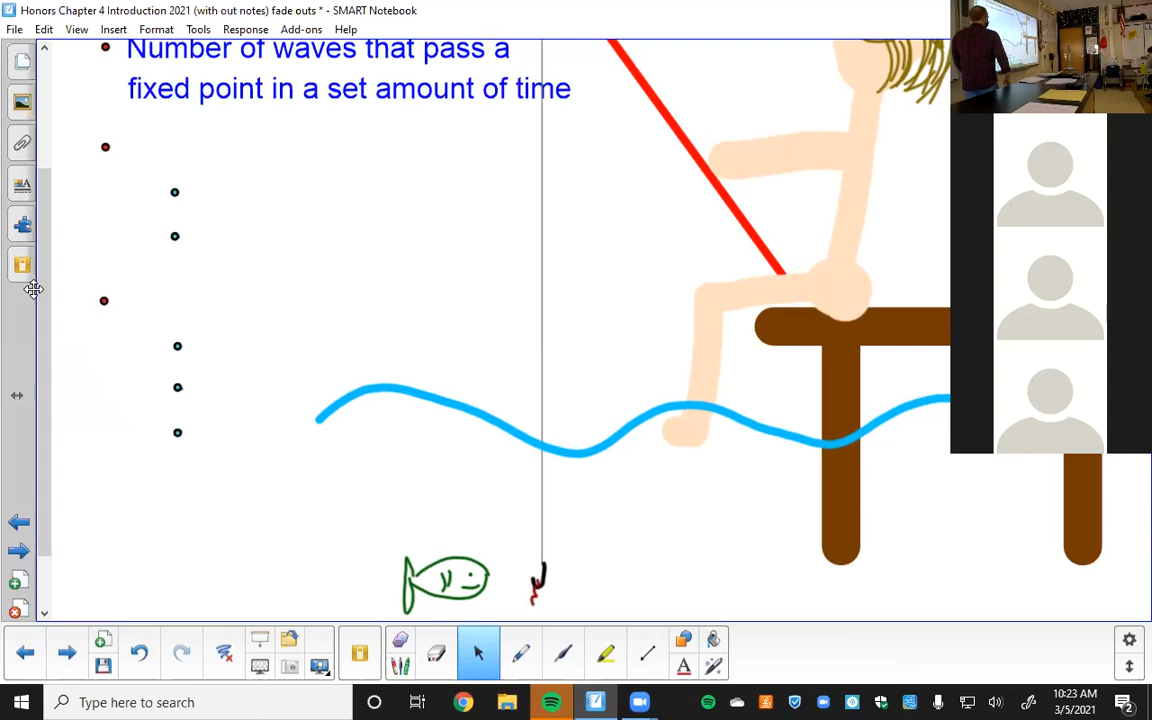 Honors Chapter 4 Introduction 2021 (with out notes) fade outs * - SMART Notebook
File Edit View Insert Format Tools Response Add-ons Help
Number of waves that pass a
fixed point in a set amount of time
A
Type here to search
10:23 AM
3/5/2021
2